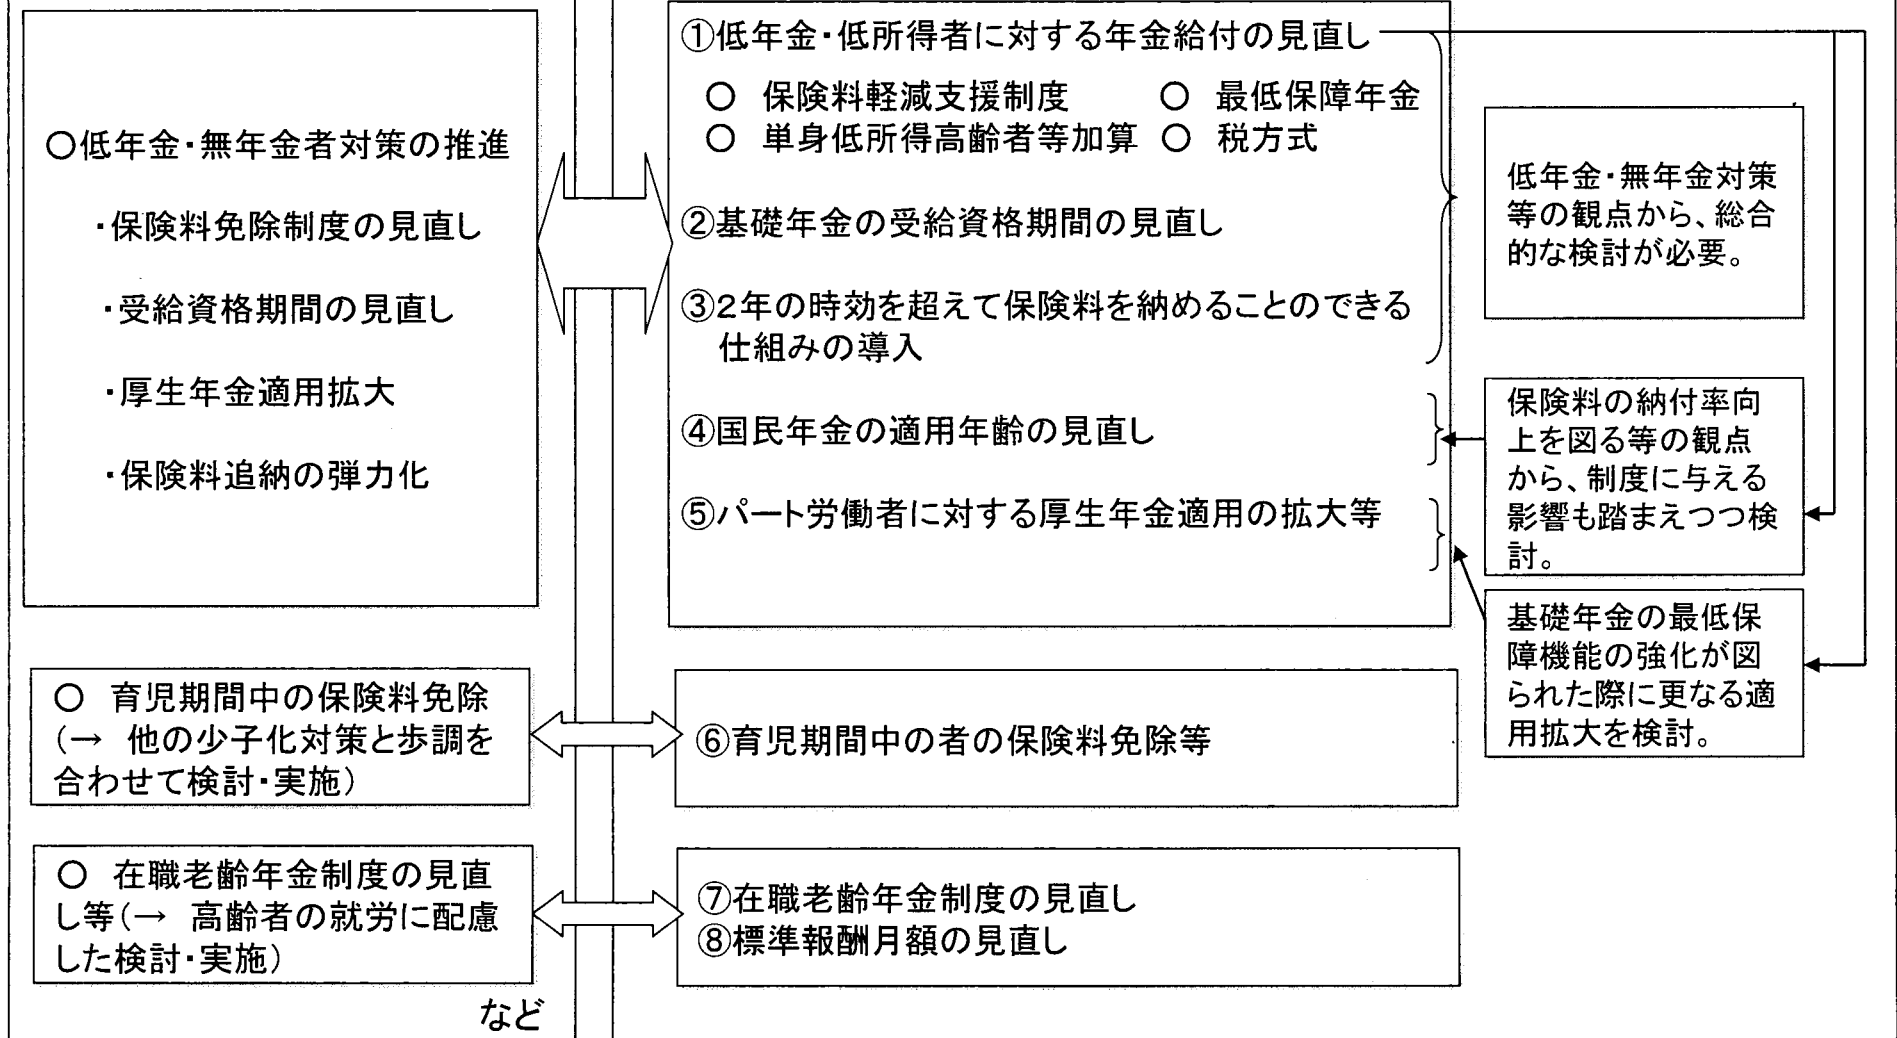 ○低年金・無年金者対策の推進
・保険料免除制度の見直し
・受給資格期間の見直し
・厚生年金適用拡大
・保険料追納の弾力化
①低年金・低所得者に対する年金給付の見直し
○ 保険料軽減支援制度 ○ 最低保障年金
○ 単身低所得高齢者等加算 ○ 税方式
②基礎年金の受給資格期間の見直し
③2年の時効を超えて保険料を納めることのできる
仕組みの導入
④国民年金の適用年齢の見直し
⑤パート労働者に対する厚生年金適用の拡大等
低年金・無年金対策
等の観点から、総合
的な検討が必要。
保険料の納付率向
上を図る等の観点
から、制度に与える
影響も踏まえつつ検
討。
基礎年金の最低保
障機能の強化が図
られた際に更なる適
用拡大を検討。
○ 育児期間中の保険料免除
(→ 他の少子化対策と歩調を
合わせて検討・実施)
⑥育児期間中の者の保険料免除等
○ 在職老齢年金制度の見直
し等(→ 高齢者の就労に配慮
した検討・実施)
⑦在職老齢年金制度の見直し
⑧標準報酬月額の見直し
など